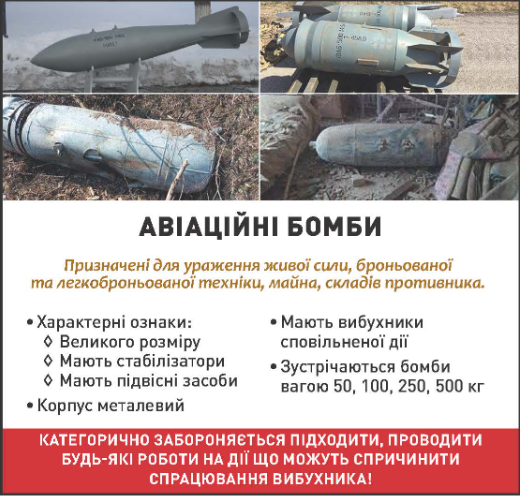 АВІАЦІЙНІ БОМБИ
Призначені для ураження живої сили, броньованої
та легкоброньованої техніки, майна, складів противника.
• Характерні ознаки:
◊ Великого розміру
◊ Мають стабілізатори
◊ Мають підвісні засоби
• Корпус металевий
• Мають вибухники
сповільненої дії
• Зустрічаються бомби
вагою 50, 100, 250, 500 кг
КАТЕГОРИЧНО ЗАБОРОНЯЄТЬСЯ ПІДХОДИТИ, ПРОВОДИТИ
БУДЬ-ЯКІ РОБОТИ НА ДІЇ ЩО МОЖУТЬ СПРИЧИНИТИ
СПРАЦЮВАННЯ ВИБУХНИКА!